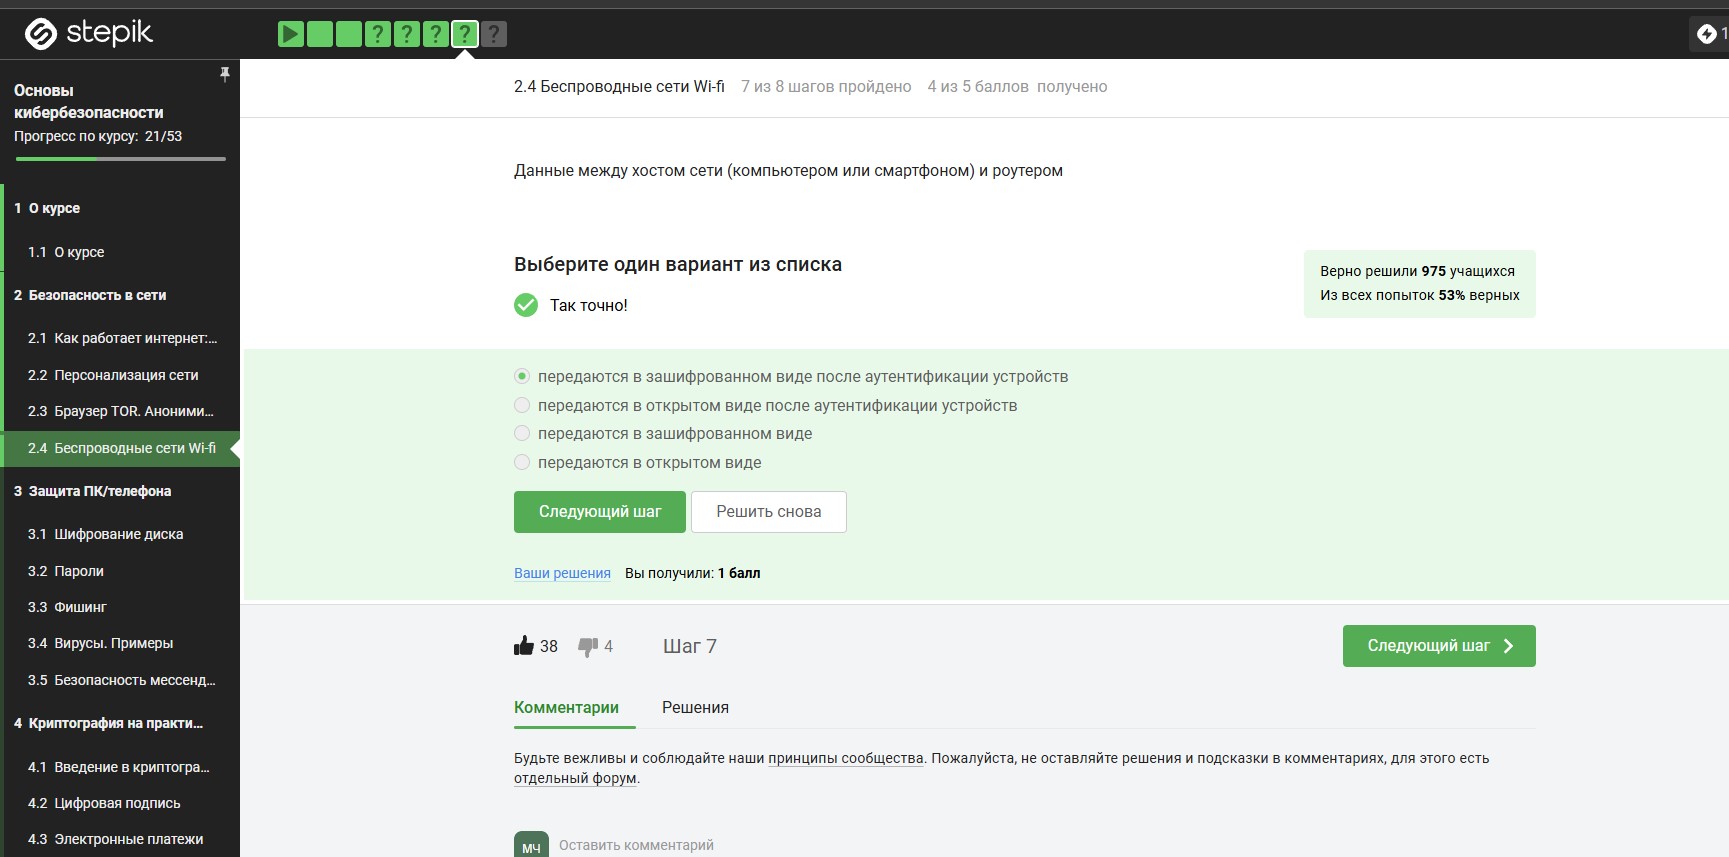 stepik
? ? ? ? ?
1
Основы
кибербезопасности
Прогресс по курсу: 21/53
1 О курсе
1.1 О курсе
2 Безопасность в сети
2.1 Как работает интернет:...
2.2 Персонализация сети
2.3 Браузер TOR. Аноними...
2.4 Беспроводные сети Wi-fi
3 Защита ПК/телефона
3.1 Шифрование диска
3.2 Пароли
3.3 Фишинг
3.4 Вирусы. Примеры
3.5 Безопасность мессенд...
4 Криптография на практи...
4.1 Введение в криптогра...
4.2 Цифровая подпись
4.3 Электронные платежи
2.4 Беспроводные сети Wi-fi 7 из 8 шагов пройдено 4 из 5 баллов получено
Данные между хостом сети (компьютером или смартфоном) и роутером
Выберите один вариант из списка
Так точно!
Верно решили 975 учащихся
Из всех попыток 53% верных
передаются в зашифрованном виде после аутентификации устройств
передаются в открытом виде после аутентификации устройств
передаются в зашифрованном виде
передаются в открытом виде
Следующий шаг Решить снова
Ваши решения Вы получили: 1 балл
38 4 Шаг 7 Следующий шаг
Комментарии Решения
Будьте вежливы и соблюдайте наши принципы сообщества. Пожалуйста, не оставляйте решения и подсказки в комментариях, для этого есть
отдельный форум.
МЧ Оставить комментарий